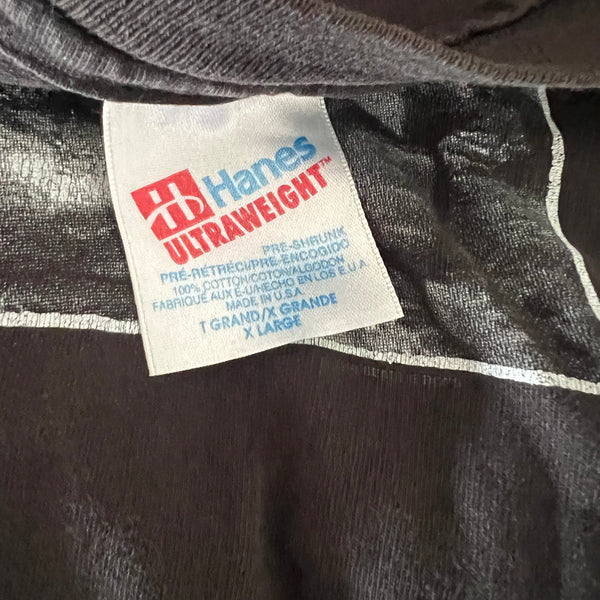 Hanes
ULTRAWEIGHT™
PRE-SHRUNK
PRÉ-RÉTRÉCI/PRE-ENCOGIDO
100% COTTON/COTON/ALGODON
FABRIQUÉ AUX É-U/HECHO EN LOS E.U.A.
MADE IN U.S.A.
T GRAND/X GRANDE
X LARGE